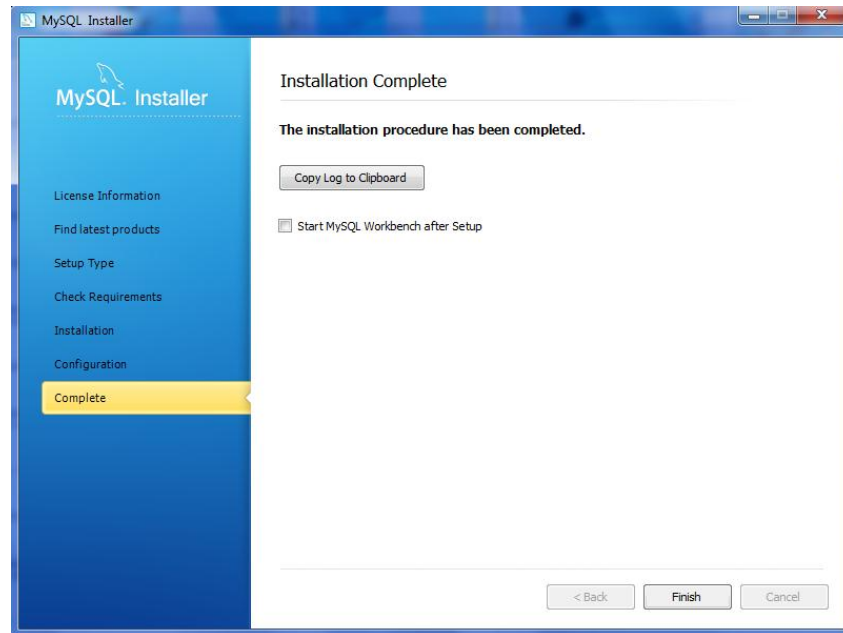 MySQL Installer
MySQL. Installer
License Information
Find latest products
Setup Type
Check Requirements
Installation
Configuration
Complete
Installation Complete
The installation procedure has been completed.
Copy Log to Clipboard
Start MySQL Workbench after Setup
< Back
Finish
Cancel